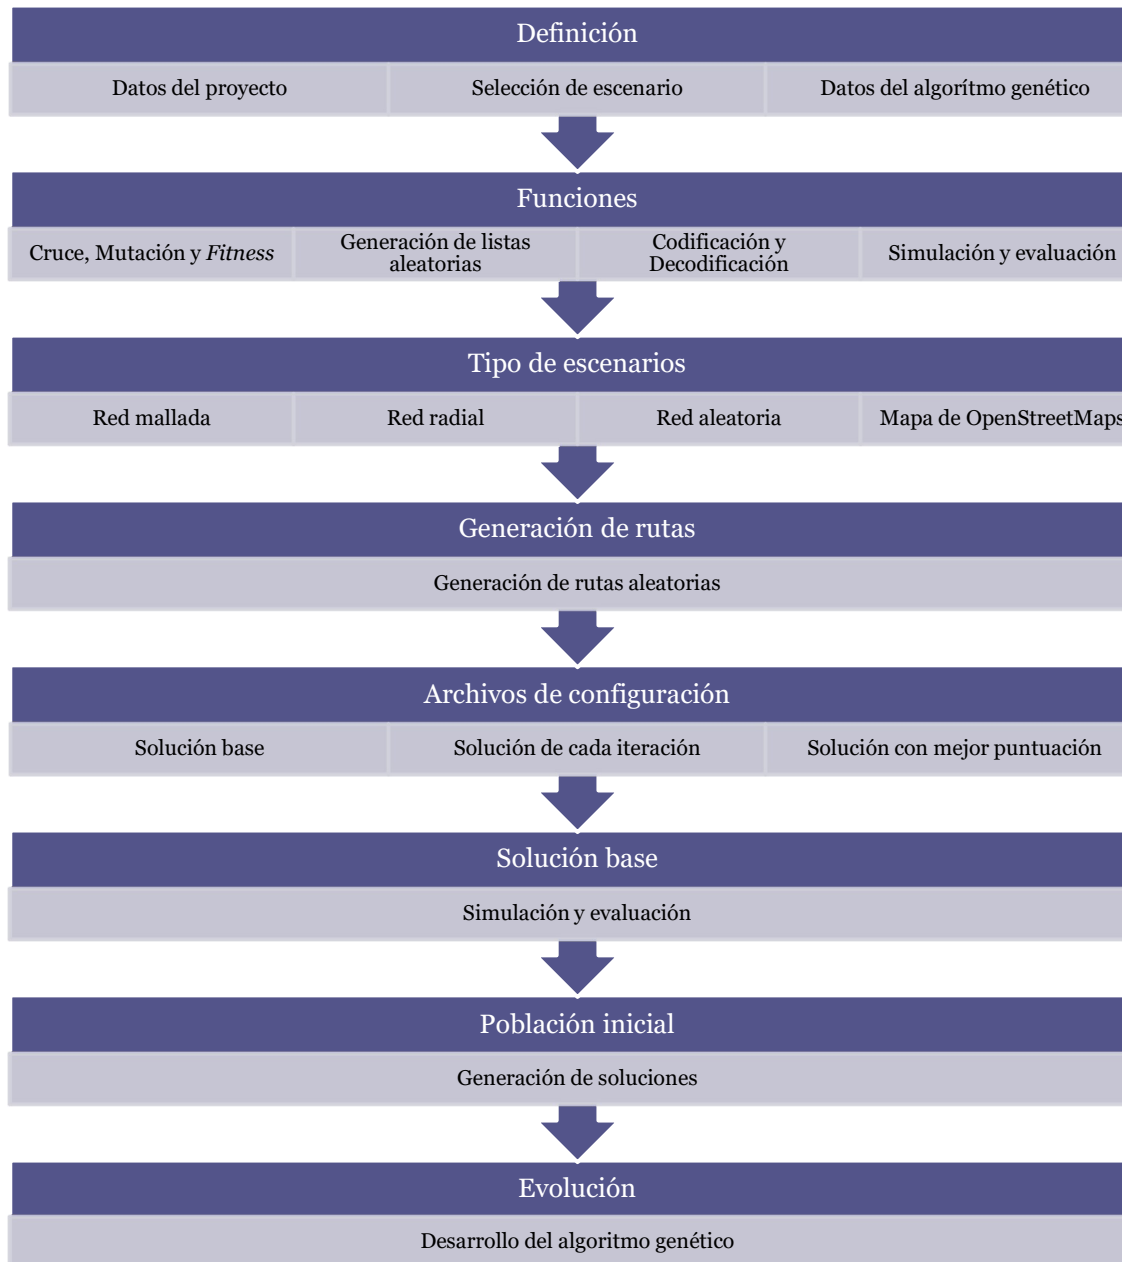 Definición
Datos del proyecto
Selección de escenario
Datos del algorítmo genético
Funciones
Cruce, Mutación y Fitness
Generación de listas
aleatorias
Codificación y
Decodificación
Simulación y evaluación
Tipo de escenarios
Red mallada
Red radial
Red aleatoria
Mapa de OpenStreetMaps
Generación de rutas
Generación de rutas aleatorias
Archivos de configuración
Solución base
Solución de cada iteración
Solución con mejor puntuación
Solución base
Simulación y evaluación
Población inicial
Generación de soluciones
Evolución
Desarrollo del algoritmo genético